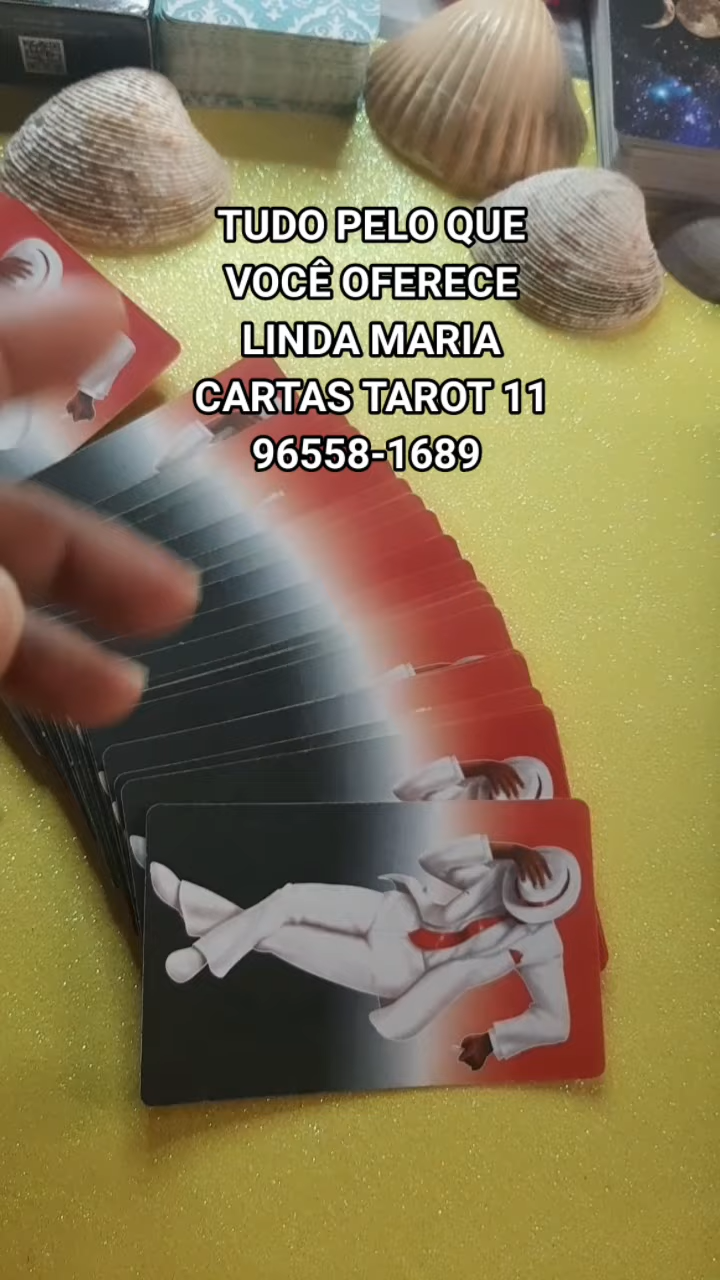 TUDO PELO QUE
VOCÊ OFERECE
LINDA MARIA
CARTAS TAROT 11
96558-1689